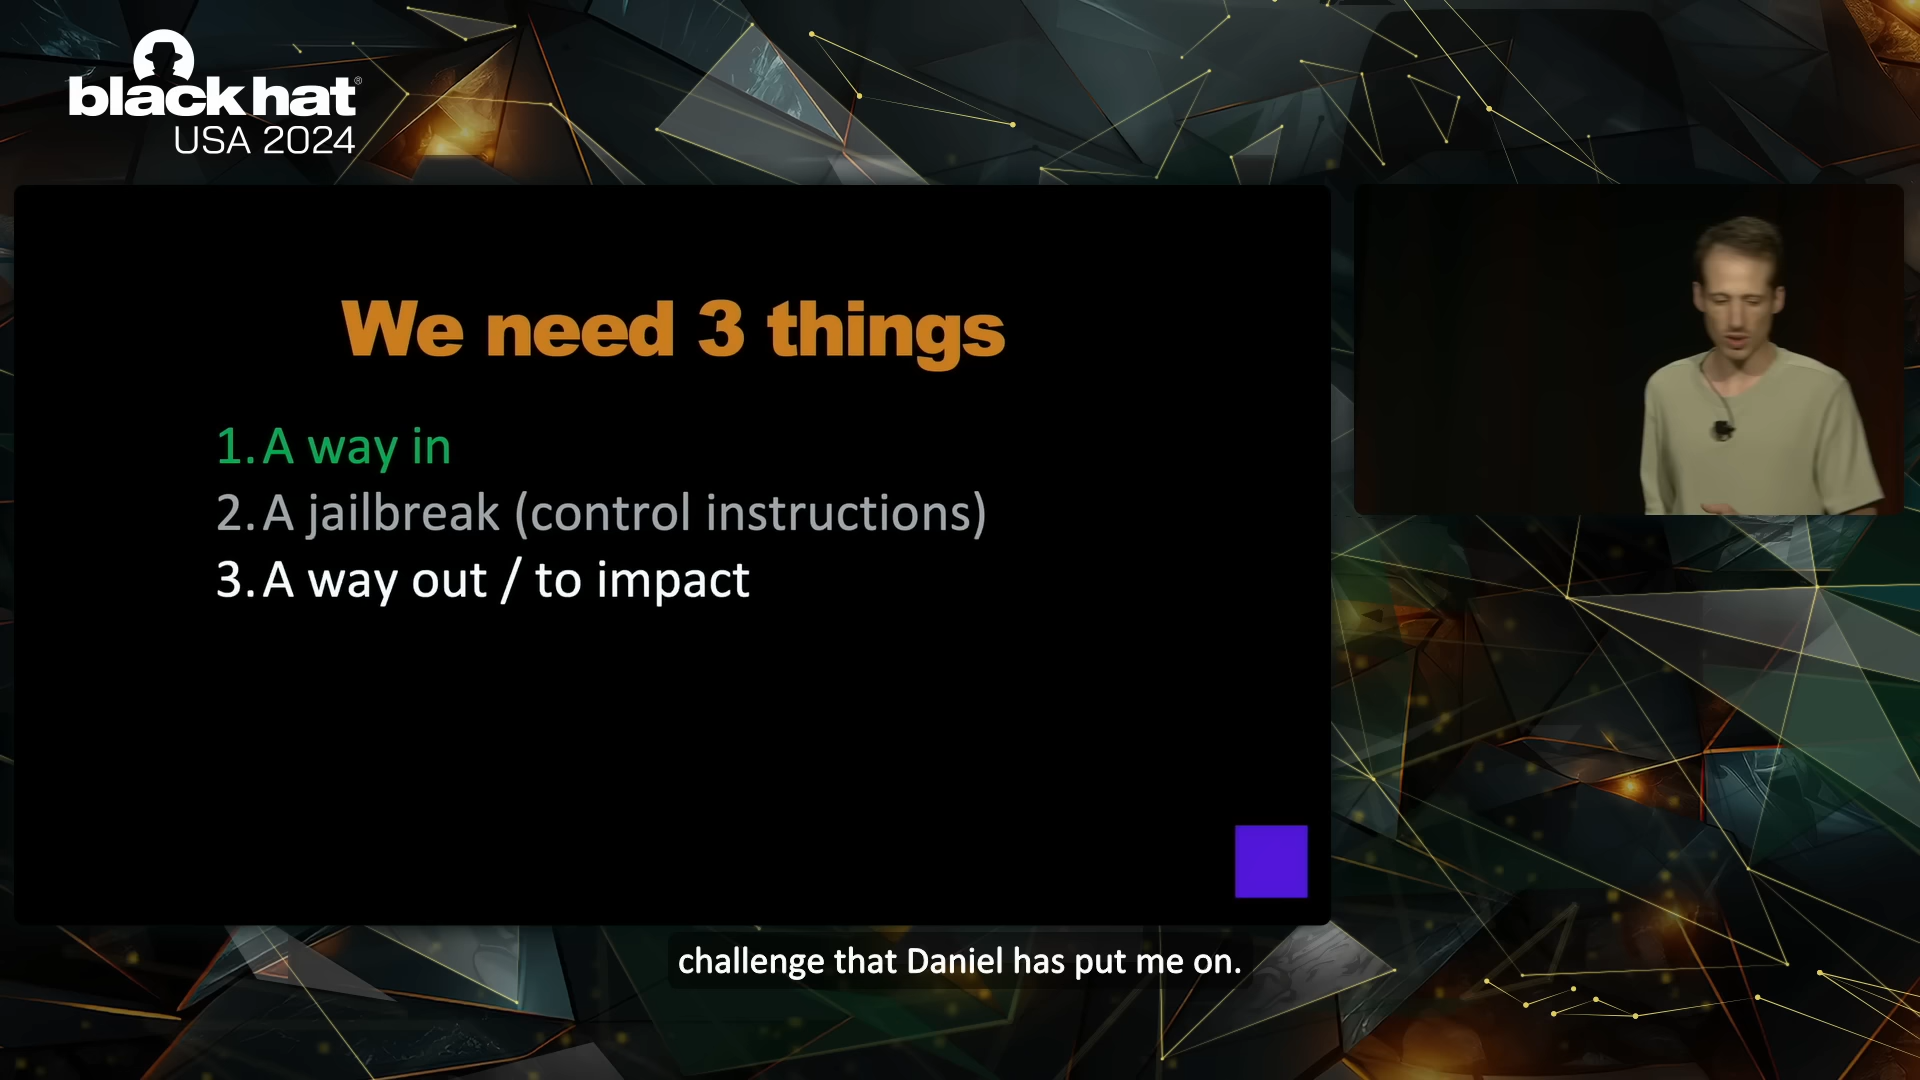 black hat®
USA 2024
We need 3 things
1. A way in
2. A jailbreak (control instructions)
3. A way out / to impact
challenge that Daniel has put me on.